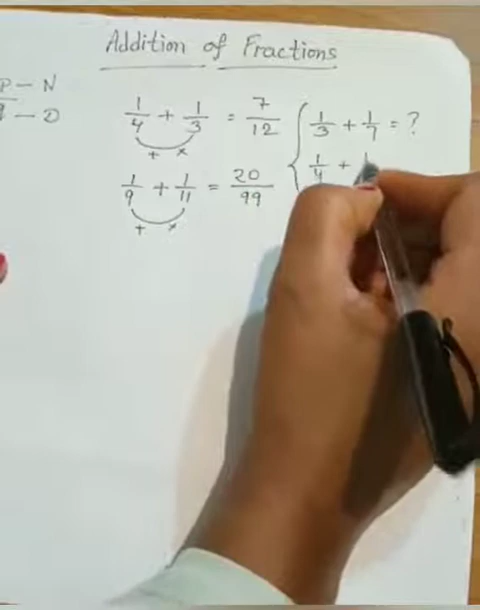 Addition of Fractions
P — N
q — D
1/4 + 1/3 = 7/12
+ ×
1/9 + 1/11 = 20/99
+ ×
1/3 + 1/7 = ?
1/4 + 1